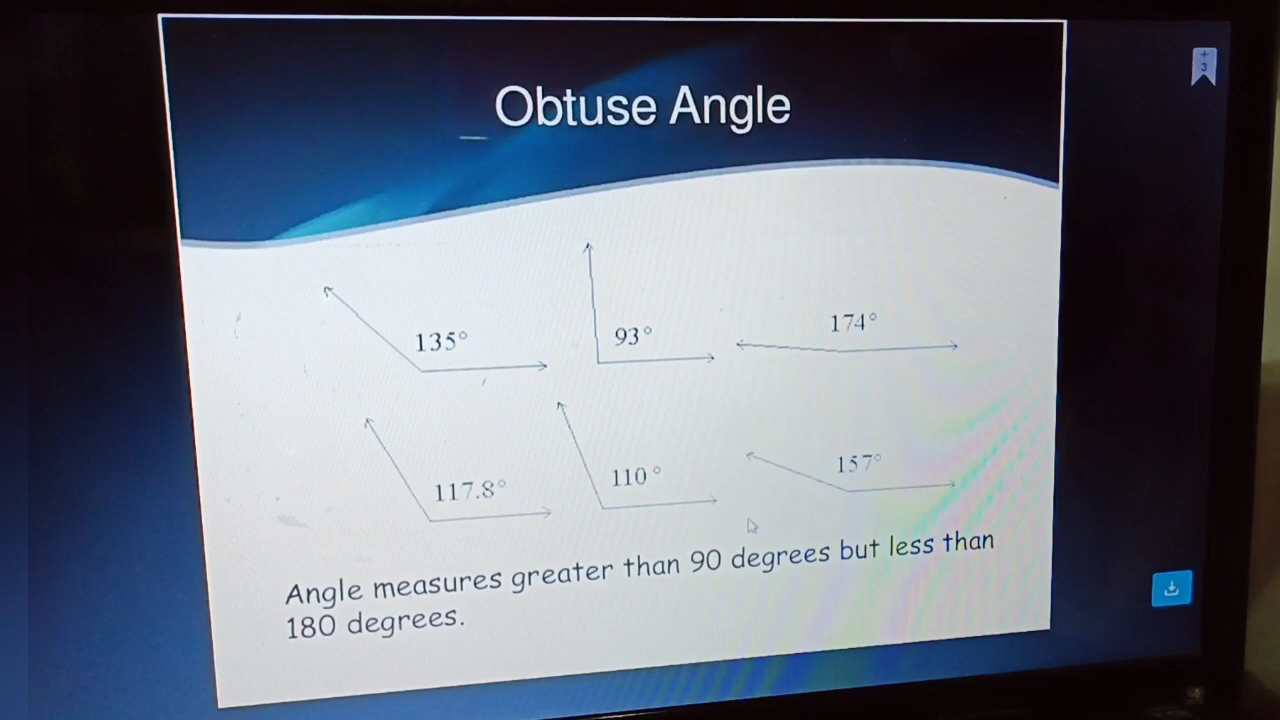 +
3
Obtuse Angle
135°
93°
174°
117.8°
110°
157°
Angle measures greater than 90 degrees but less than
180 degrees.